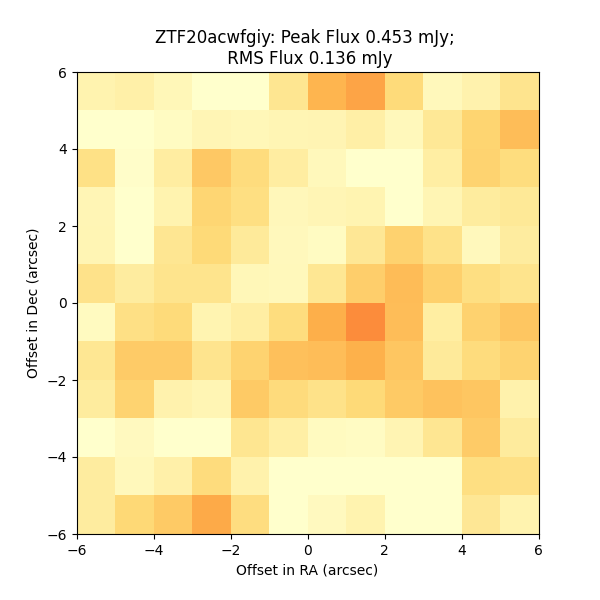 ZTF20acwfgiy: Peak Flux 0.453 mJy;
RMS Flux 0.136 mJy
6
4
2
0
−2
−4
−6
Offset in Dec (arcsec)
−6 −4 −2 0 2 4 6
Offset in RA (arcsec)